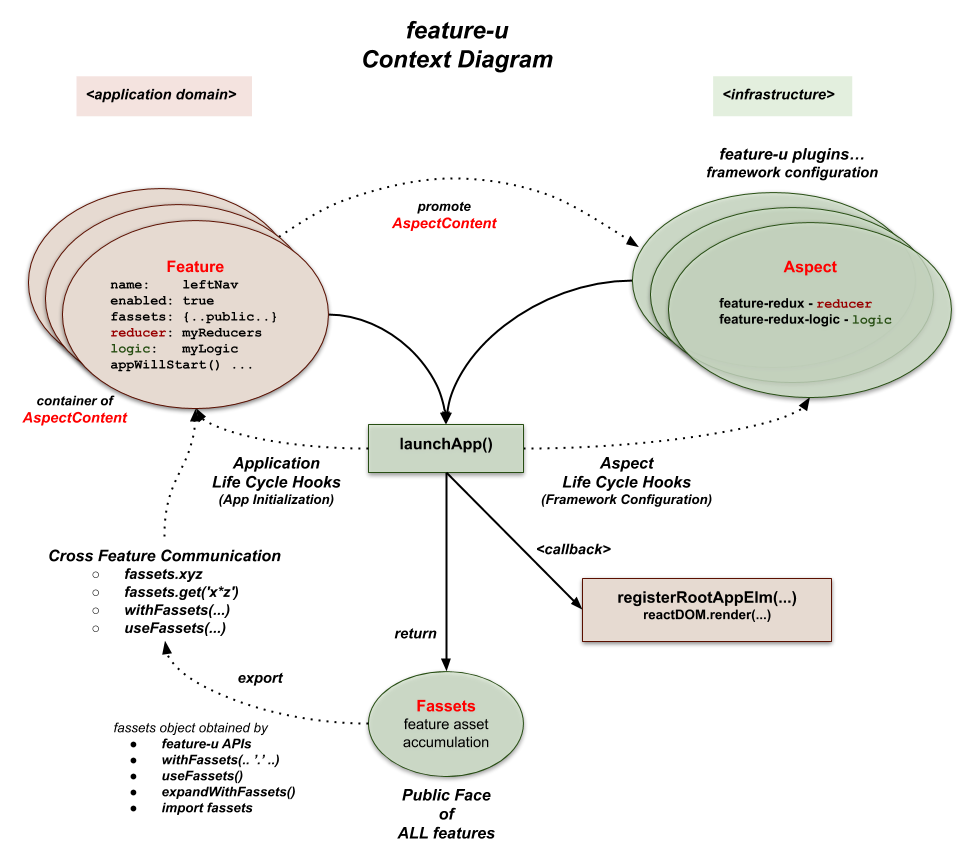 feature-u
Context Diagram
<application domain>
<infrastructure>
feature-u plugins…
framework configuration
promote
AspectContent
Feature
name:    leftNav
enabled: true
fassets: {..public..}
reducer: myReducers
logic:   myLogic
appWillStart() ...
Aspect
feature-redux - reducer
feature-redux-logic - logic
container of
AspectContent
launchApp()
Application
Life Cycle Hooks
(App Initialization)
Aspect
Life Cycle Hooks
(Framework Configuration)
<callback>
Cross Feature Communication
○ fassets.xyz
○ fassets.get('x*z')
○ withFassets(...)
○ useFassets(...)
registerRootAppElm(...)
reactDOM.render(...)
return
export
Fassets
feature asset
accumulation
fassets object obtained by
● feature-u APIs
● withFassets(.. '.' ..)
● useFassets()
● expandWithFassets()
● import fassets
Public Face
of
ALL features